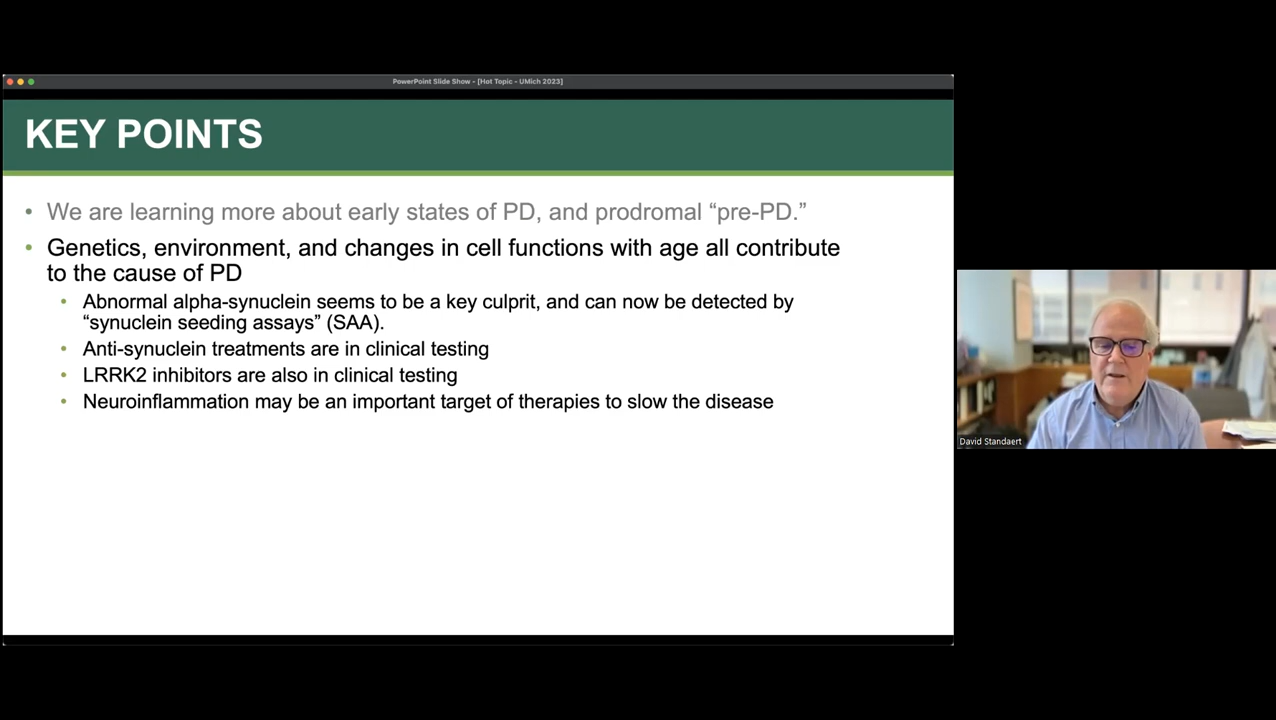 PowerPoint Slide Show - [Hot Topic - UMich 2023]
KEY POINTS
• We are learning more about early states of PD, and prodromal “pre-PD.”
• Genetics, environment, and changes in cell functions with age all contribute
to the cause of PD
• Abnormal alpha-synuclein seems to be a key culprit, and can now be detected by
“synuclein seeding assays” (SAA).
• Anti-synuclein treatments are in clinical testing
• LRRK2 inhibitors are also in clinical testing
• Neuroinflammation may be an important target of therapies to slow the disease
David Standaert